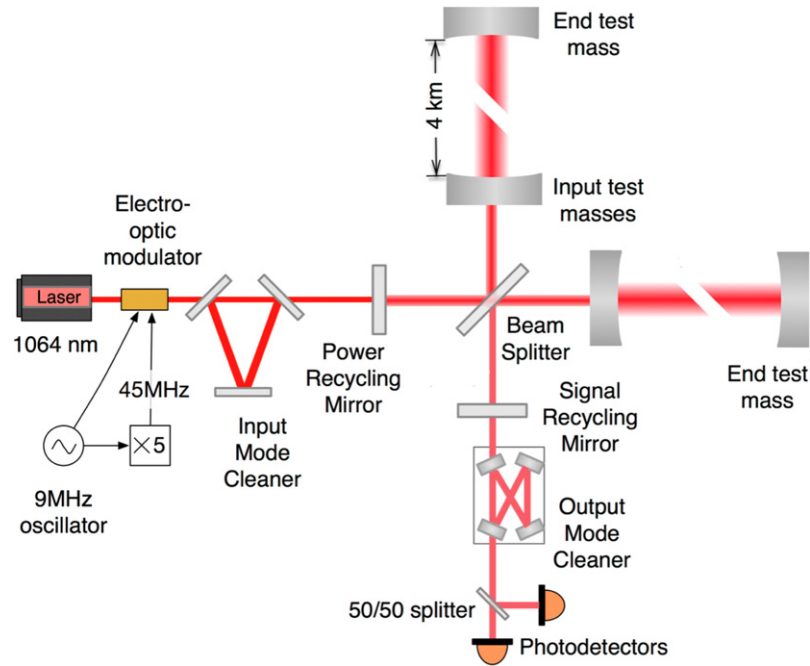 End test
mass
4 km
Input test
masses
Electro-
optic
modulator
Laser
1064 nm
45MHz
×5
9MHz
oscillator
Input
Mode
Cleaner
Power
Recycling
Mirror
Beam
Splitter
End test
mass
Signal
Recycling
Mirror
Output
Mode
Cleaner
50/50 splitter
Photodetectors